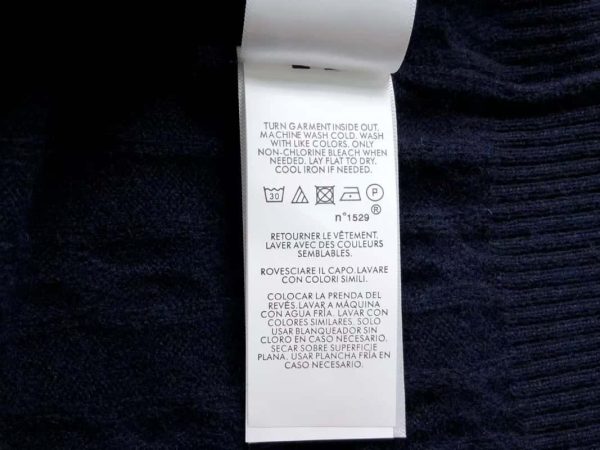 TURN GARMENT INSIDE OUT.
MACHINE WASH COLD. WASH
WITH LIKE COLORS. ONLY
NON-CHLORINE BLEACH WHEN
NEEDED. LAY FLAT TO DRY.
COOL IRON IF NEEDED.
30 P
n°1529®
RETOURNER LE VÊTEMENT.
LAVER AVEC DES COULEURS
SEMBLABLES.
ROVESCIARE IL CAPO. LAVARE
CON COLORI SIMILI.
COLOCAR LA PRENDA DEL
REVÉS. LAVAR A MÁQUINA
CON AGUA FRÍA. LAVAR CON
COLORES SIMILARES. SOLO
USAR BLANQUEADOR SIN
CLORO EN CASO NECESARIO.
SECAR SOBRE SUPERFICIE
PLANA. USAR PLANCHA FRÍA EN
CASO NECESARIO.